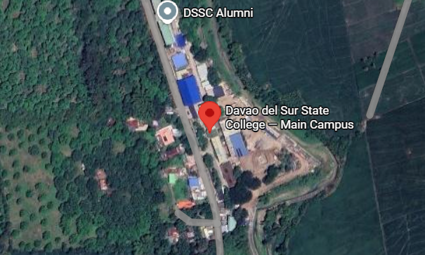 DSSC Alumni
Davao del Sur State
College – Main Campus